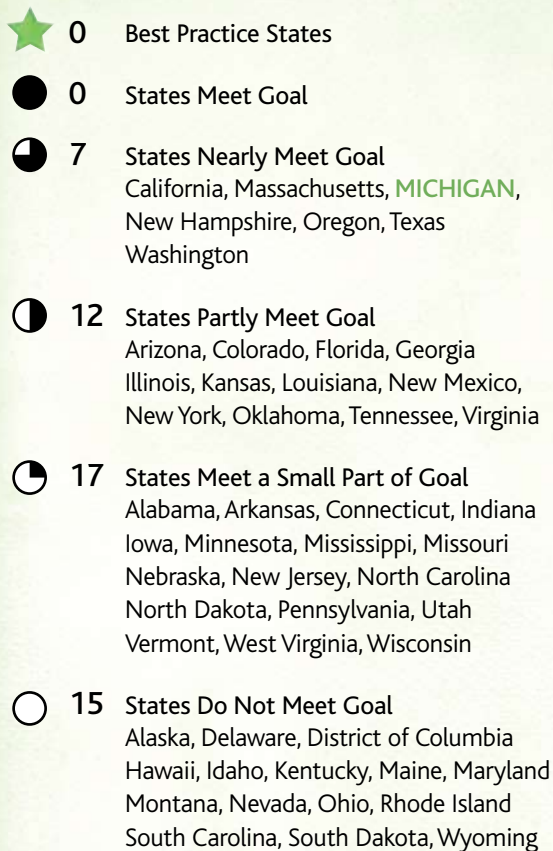 0 Best Practice States
0 States Meet Goal
7 States Nearly Meet Goal
California, Massachusetts, MICHIGAN,
New Hampshire, Oregon, Texas
Washington
12 States Partly Meet Goal
Arizona, Colorado, Florida, Georgia
Illinois, Kansas, Louisiana, New Mexico,
New York, Oklahoma, Tennessee, Virginia
17 States Meet a Small Part of Goal
Alabama, Arkansas, Connecticut, Indiana
Iowa, Minnesota, Mississippi, Missouri
Nebraska, New Jersey, North Carolina
North Dakota, Pennsylvania, Utah
Vermont, West Virginia, Wisconsin
15 States Do Not Meet Goal
Alaska, Delaware, District of Columbia
Hawaii, Idaho, Kentucky, Maine, Maryland
Montana, Nevada, Ohio, Rhode Island
South Carolina, South Dakota, Wyoming